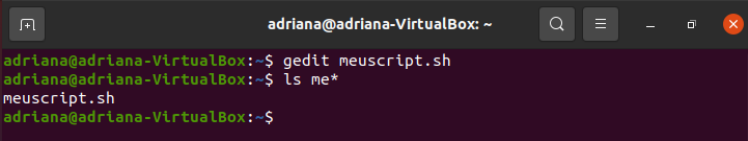 adriana@adriana-VirtualBox: ~
adriana@adriana-VirtualBox:~$ gedit meuscript.sh
adriana@adriana-VirtualBox:~$ ls me*
meuscript.sh
adriana@adriana-VirtualBox:~$